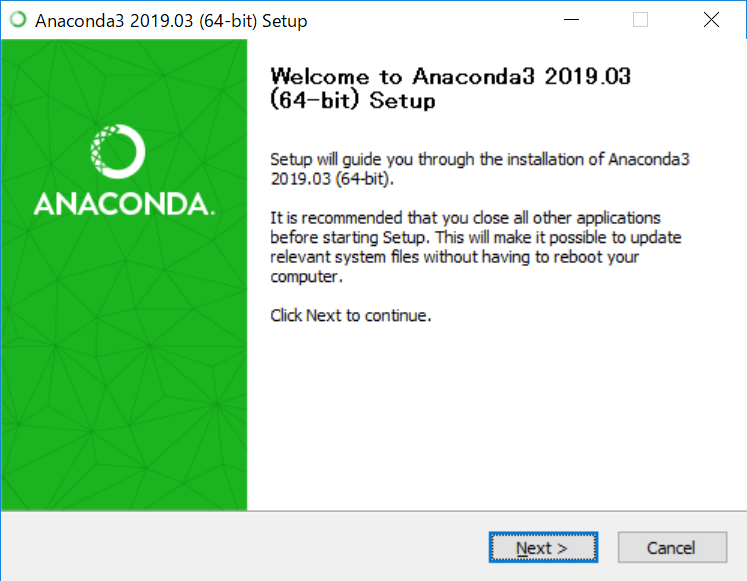 Anaconda3 2019.03 (64-bit) Setup
ANACONDA.
Welcome to Anaconda3 2019.03
(64-bit) Setup
Setup will guide you through the installation of Anaconda3
2019.03 (64-bit).
It is recommended that you close all other applications
before starting Setup. This will make it possible to update
relevant system files without having to reboot your
computer.
Click Next to continue.
Next >
Cancel